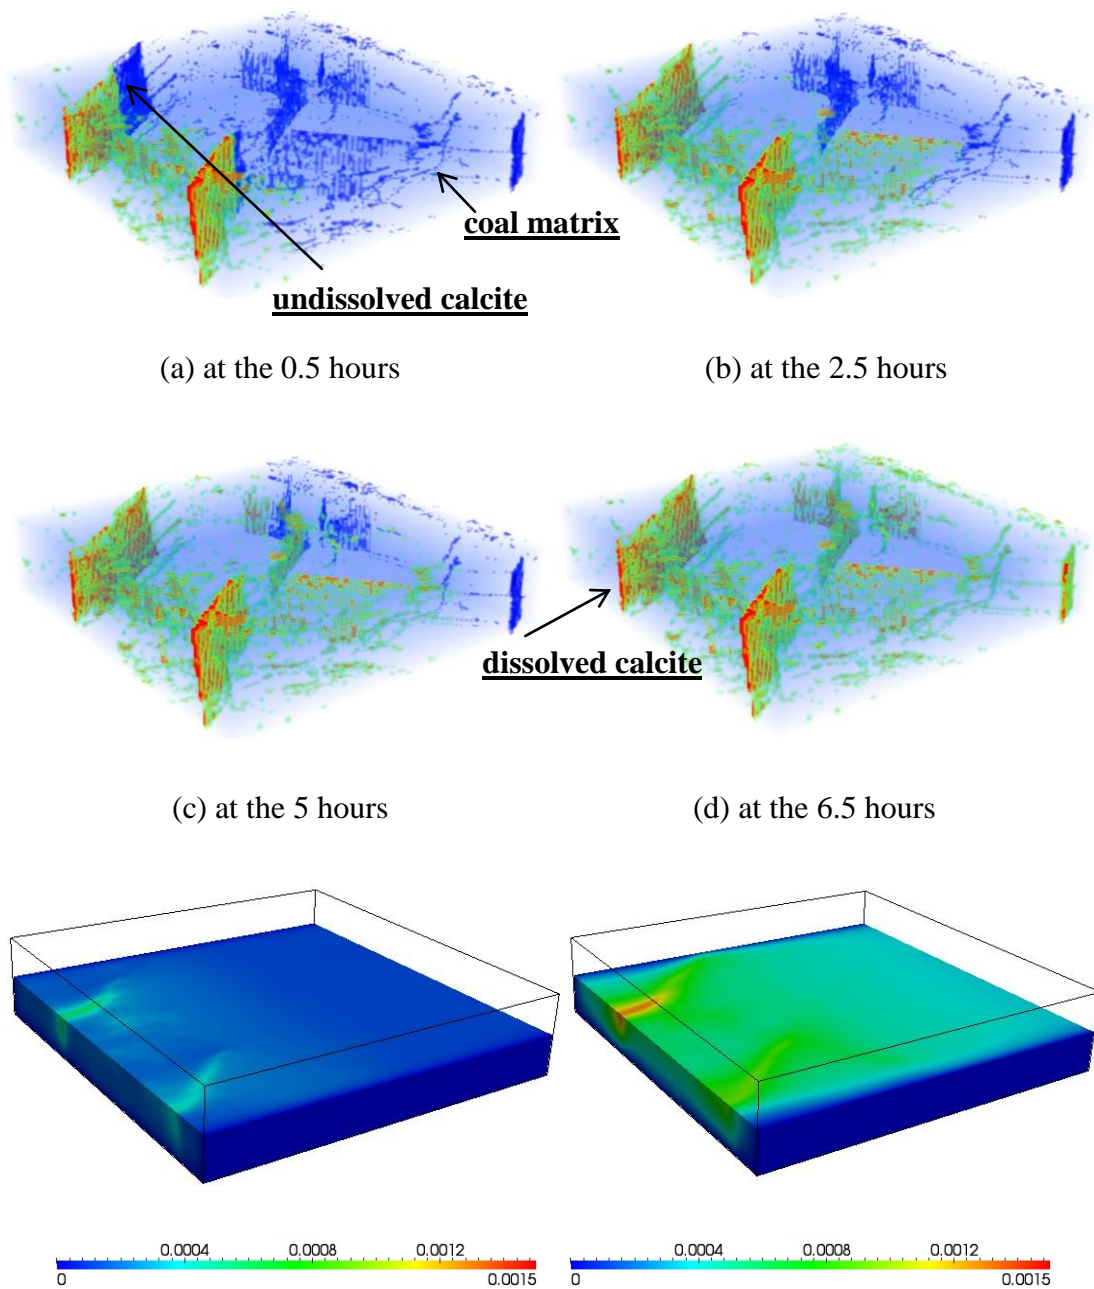 coal matrix
undissolved calcite
(a) at the 0.5 hours
(b) at the 2.5 hours
dissolved calcite
(c) at the 5 hours
(d) at the 6.5 hours
0.0004 0.0008 0.0012
0 0.0015
0.0004 0.0008 0.0012
0 0.0015